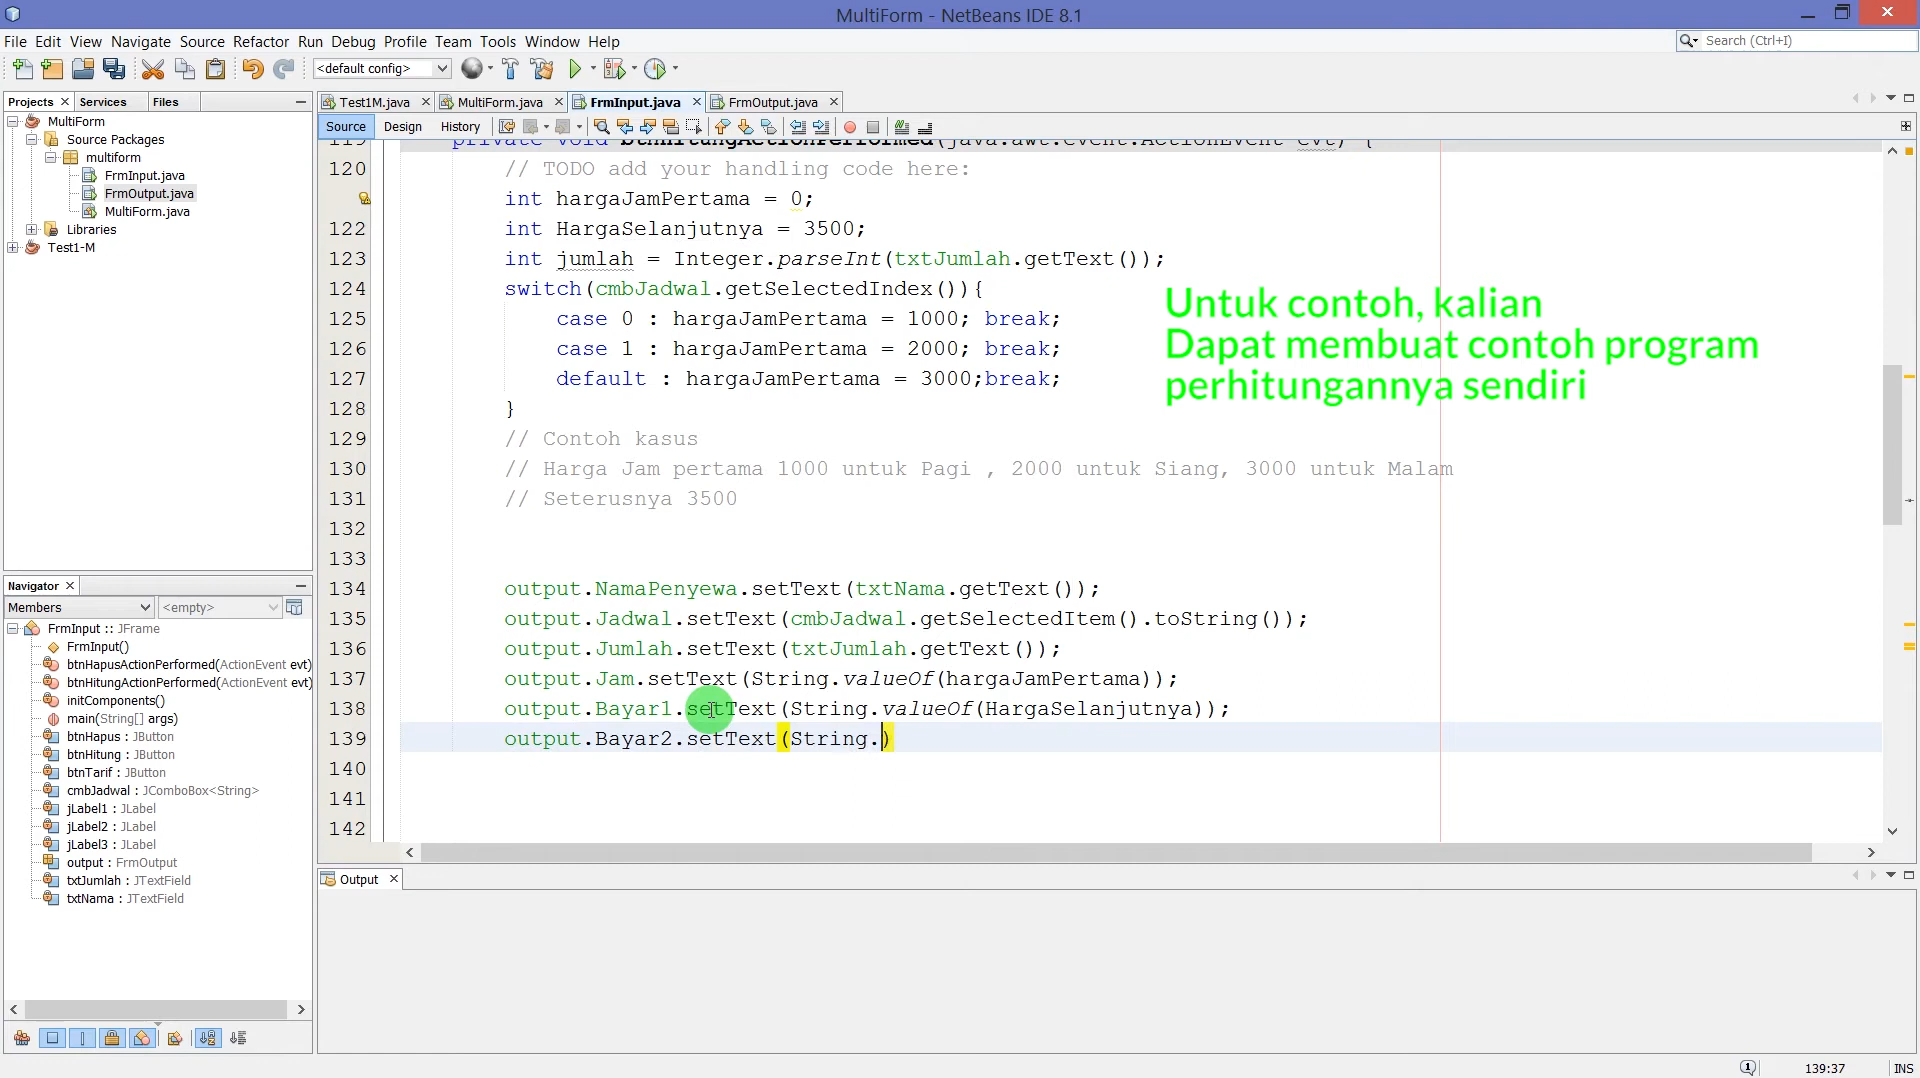 MultiForm - NetBeans IDE 8.1
File Edit View Navigate Source Refactor Run Debug Profile Team Tools Window Help
Search (Ctrl+I)
<default config>
Projects Services Files
Test1M.java MultiForm.java FrmInput.java FrmOutput.java
Source Design History
MultiForm
Source Packages
multiform
FrmInput.java
FrmOutput.java
MultiForm.java
Libraries
Test1-M
119 private void btnHitungActionPerformed(java.awt.event.ActionEvent evt) {
120 // TODO add your handling code here:
int hargaJamPertama = 0;
122 int HargaSelanjutnya = 3500;
123 int jumlah = Integer.parseInt(txtJumlah.getText());
124 switch(cmbJadwal.getSelectedIndex()){
125 case 0 : hargaJamPertama = 1000; break;
126 case 1 : hargaJamPertama = 2000; break;
127 default : hargaJamPertama = 3000;break;
128 }
129 // Contoh kasus
130 // Harga Jam pertama 1000 untuk Pagi , 2000 untuk Siang, 3000 untuk Malam
131 // Seterusnya 3500
132
133
134 output.NamaPenyewa.setText(txtNama.getText());
135 output.Jadwal.setText(cmbJadwal.getSelectedItem().toString());
136 output.Jumlah.setText(txtJumlah.getText());
137 output.Jam.setText(String.valueOf(hargaJamPertama));
138 output.Bayar1.setText(String.valueOf(HargaSelanjutnya));
139 output.Bayar2.setText(String.)
140
141
142
Untuk contoh, kalian
Dapat membuat contoh program
perhitungannya sendiri
Navigator
Members <empty>
FrmInput :: JFrame
FrmInput()
btnHapusActionPerformed(ActionEvent evt)
btnHitungActionPerformed(ActionEvent evt)
initComponents()
main(String[] args)
btnHapus : JButton
btnHitung : JButton
btnTarif : JButton
cmbJadwal : JComboBox<String>
jLabel1 : JLabel
jLabel2 : JLabel
jLabel3 : JLabel
output : FrmOutput
txtJumlah : JTextField
txtNama : JTextField
Output
139:37 INS